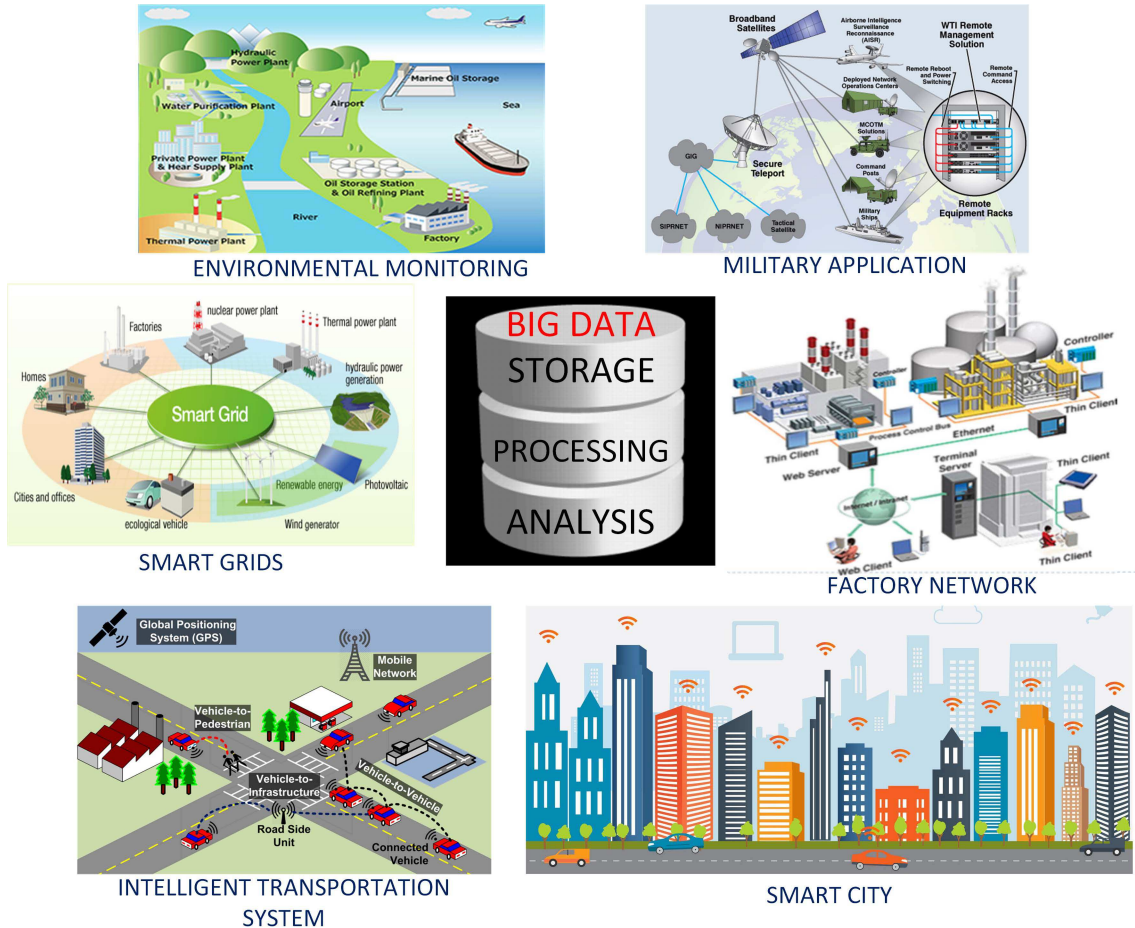 Hydraulic
Power Plant
Water Purification Plant
Airport
Marine Oil Storage
Sea
Private Power Plant
& Hear Supply Plant
Oil Storage Station
& Oil Refining Plant
River
Thermal Power Plant
Factory
ENVIRONMENTAL MONITORING
Broadband
Satellites
Airborne Intelligence
Surveillance
Reconnaissance
(AISR)
WTI Remote
Management
Solution
Remote Reboot
and Power
Switching
Remote
Command
Access
Deployed Network
Operations Centers
MCOTM
Solutions
GIG
Secure
Teleport
Command
Posts
Military
Ships
Remote
Equipment Racks
SIPRNET
NIPRNET
Tactical
Satellite
MILITARY APPLICATION
Factories
nuclear power plant
Thermal power plant
Homes
hydraulic power
generation
Smart Grid
Cities and offices
ecological vehicle
Renewable energy
Photovoltaic
Wind generator
SMART GRIDS
BIG DATA
STORAGE
PROCESSING
ANALYSIS
Controller
Controller
Thin Client
Process Control Bus
Ethernet
Thin Client
Web Server
Terminal
Server
Thin Client
Internet / Intranet
Web Client
Thin Client
FACTORY NETWORK
Global Positioning
System (GPS)
Mobile
Network
Vehicle-to-
Pedestrian
Vehicle-to-
Infrastructure
Vehicle-to-Vehicle
Road Side
Unit
Connected
Vehicle
INTELLIGENT TRANSPORTATION
SYSTEM
SMART CITY